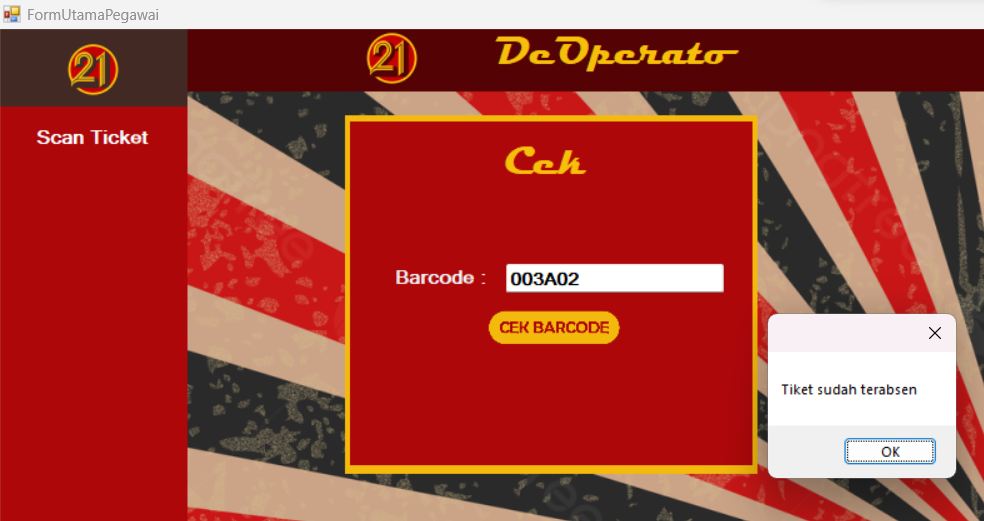 FormUtamaPegawai
21
21
DeOperato
Scan Ticket
Cek
Barcode :
003A02
CEK BARCODE
Tiket sudah terabsen
OK